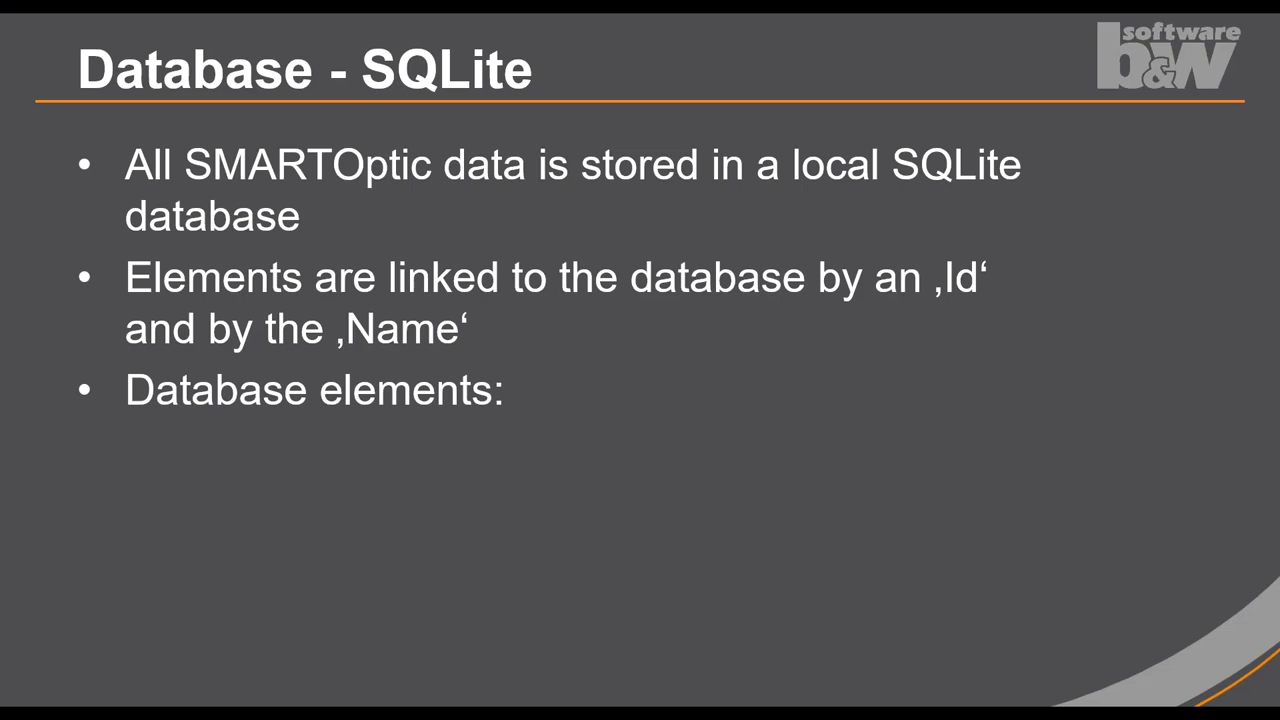 Database - SQLite
software
b&w
• All SMARTOptic data is stored in a local SQLite
database
• Elements are linked to the database by an ‚Id‘
and by the ‚Name‘
• Database elements: